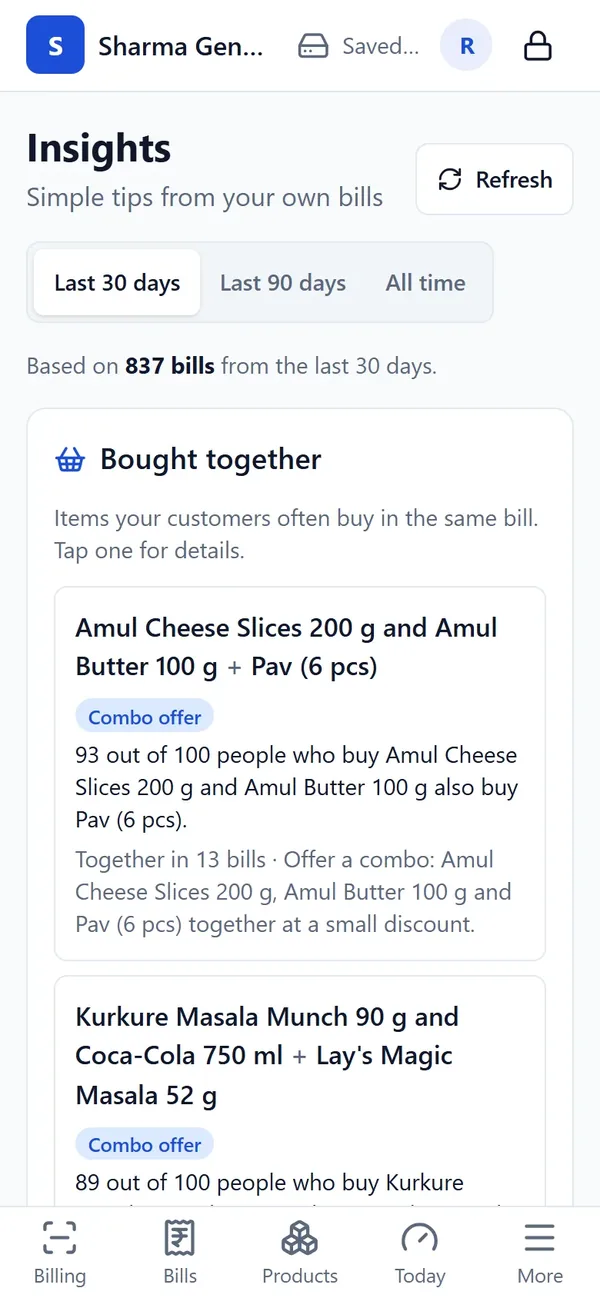 S
Sharma Gen...
Saved...
R
Insights
Simple tips from your own bills
Refresh
Last 30 days
Last 90 days
All time
Based on 837 bills from the last 30 days.
Bought together
Items your customers often buy in the same bill.
Tap one for details.
Amul Cheese Slices 200 g and Amul
Butter 100 g + Pav (6 pcs)
Combo offer
93 out of 100 people who buy Amul Cheese
Slices 200 g and Amul Butter 100 g also buy
Pav (6 pcs).
Together in 13 bills · Offer a combo: Amul
Cheese Slices 200 g, Amul Butter 100 g and
Pav (6 pcs) together at a small discount.
Kurkure Masala Munch 90 g and
Coca-Cola 750 ml + Lay's Magic
Masala 52 g
Combo offer
89 out of 100 people who buy Kurkure
Billing
Bills
Products
Today
More